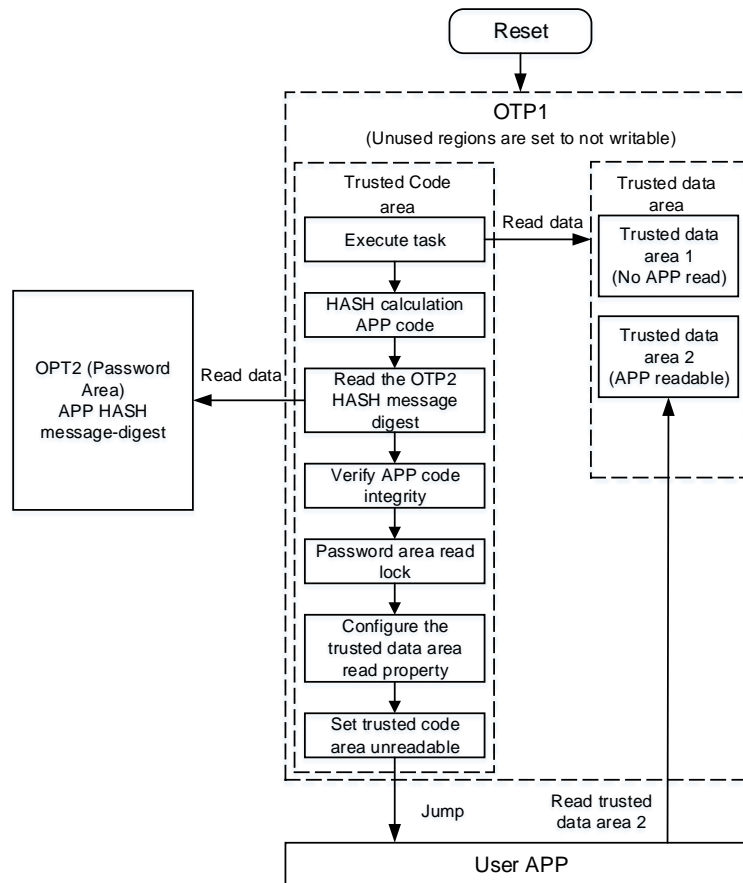 Reset
OTP1
(Unused regions are set to not writable)
Trusted Code
area
Execute task
Read data
Trusted data
area
Trusted data
area 1
(No APP read)
HASH calculation
APP code
Trusted data
area 2
(APP readable)
OPT2 (Password
Area)
APP HASH
message-digest
Read data
Read the OTP2
HASH message
digest
Verify APP code
integrity
Password area read
lock
Configure the
trusted data area
read property
Set trusted code
area unreadable
Jump
Read trusted
data area 2
User APP